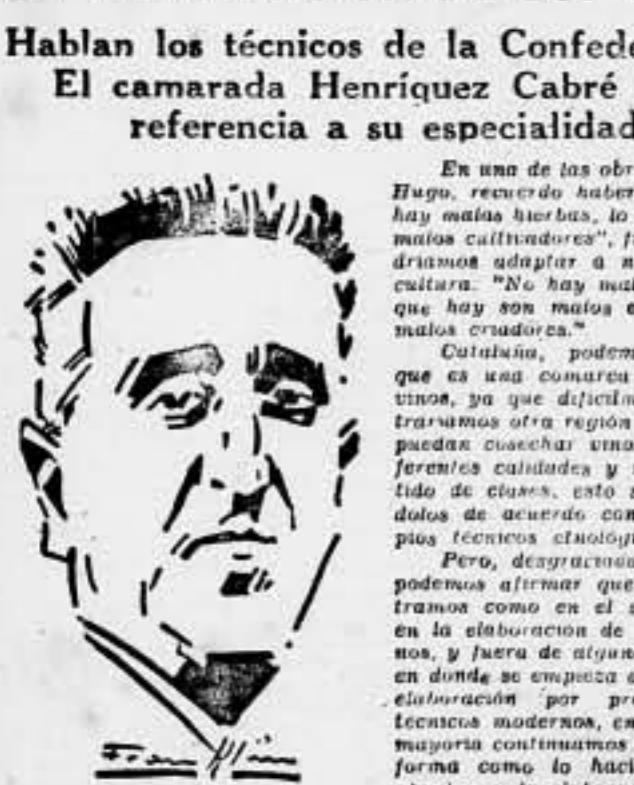 Hablan los técnicos de la Confede
El camarada Henríquez Cabré
referencia a su especialidad
En una de las obr
Hugo, recuerdo haber
hay malas hierbas, lo
malos cultivadores", f
dríamos adaptar a n
cultura. "No hay mal
que hay son malos e
malos criadores."
Cataluña, podem
que es una comarca
vinos, ya que difícilm
traríamos otra región
puedan cosechar vino
ferentes calidades y
tido de clases, esto s
dolos de acuerdo con
pios técnicos
Pero, desgraciada
podemos afirmar que
tramos como en el
en la elaboración de
nos, y fuera de algun
en donde se empieza a
elaboración por pr
técnicos modernos, en
mayoría continuamos
forma como lo hací